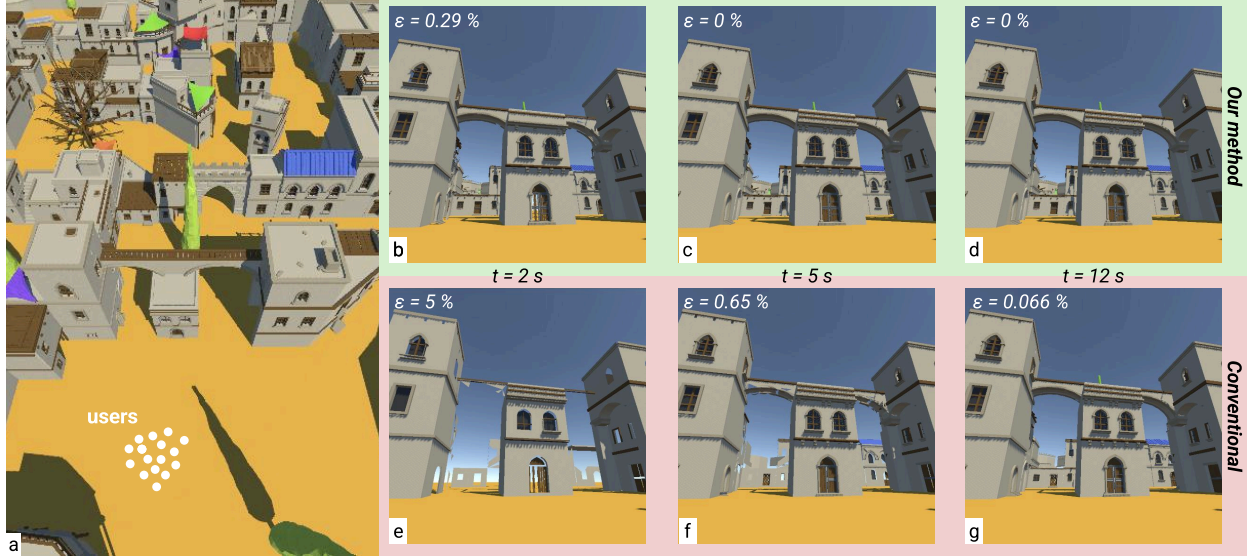 ε = 0.29 %
ε = 0 %
ε = 0 %
Our method
b
c
d
t = 2 s
t = 5 s
t = 12 s
ε = 5 %
ε = 0.65 %
ε = 0.066 %
Conventional
users
a
e
f
g